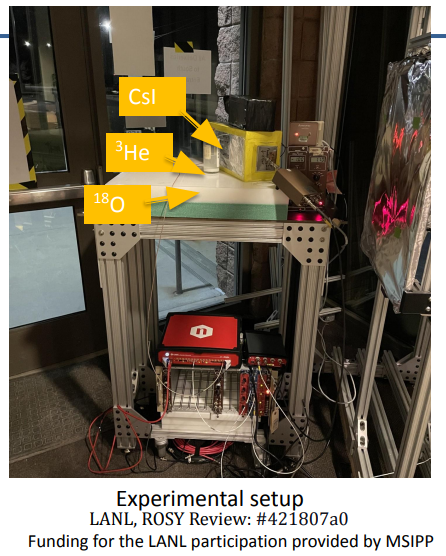 CsI
³He
¹⁸O
Experimental setup
LANL, ROSY Review: #421807a0
Funding for the LANL participation provided by MSIPP